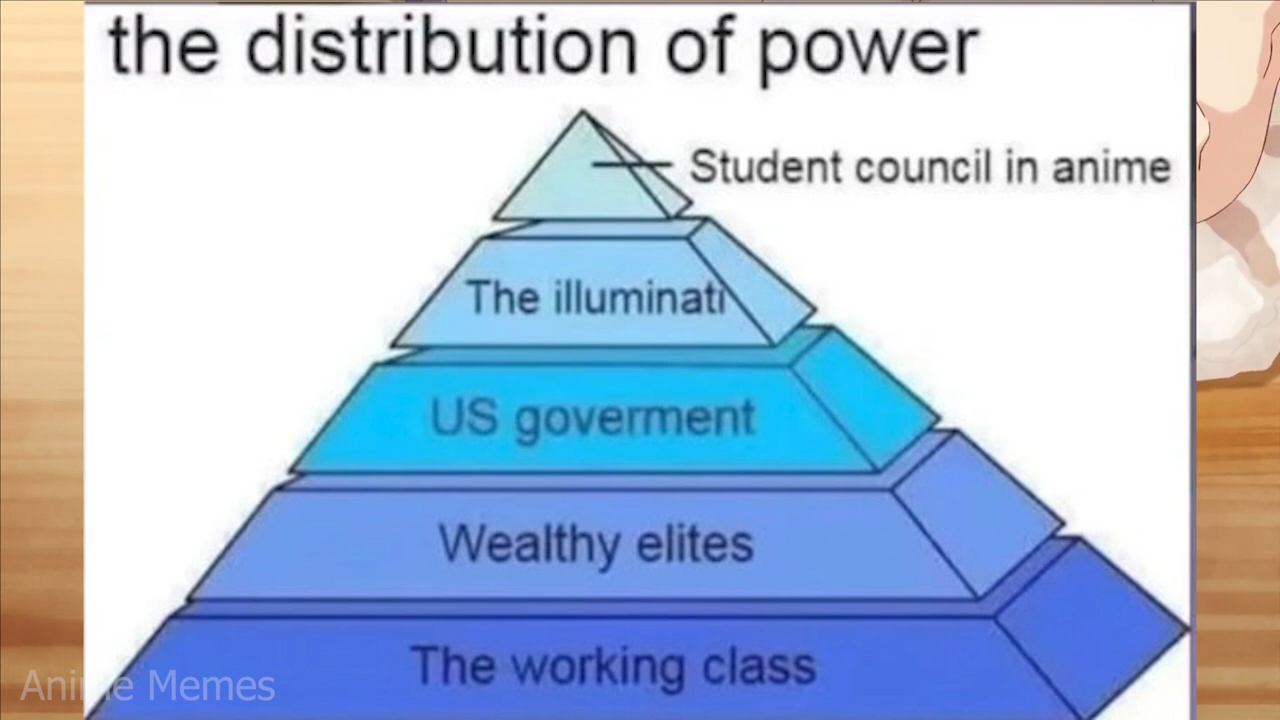 the distribution of power
Student council in anime
The illuminati
US goverment
Wealthy elites
The working class
Anime Memes